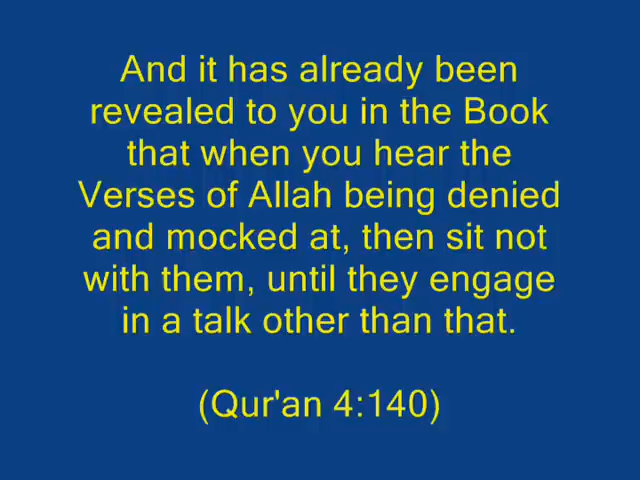 And it has already been
revealed to you in the Book
that when you hear the
Verses of Allah being denied
and mocked at, then sit not
with them, until they engage
in a talk other than that.
(Qur'an 4:140)